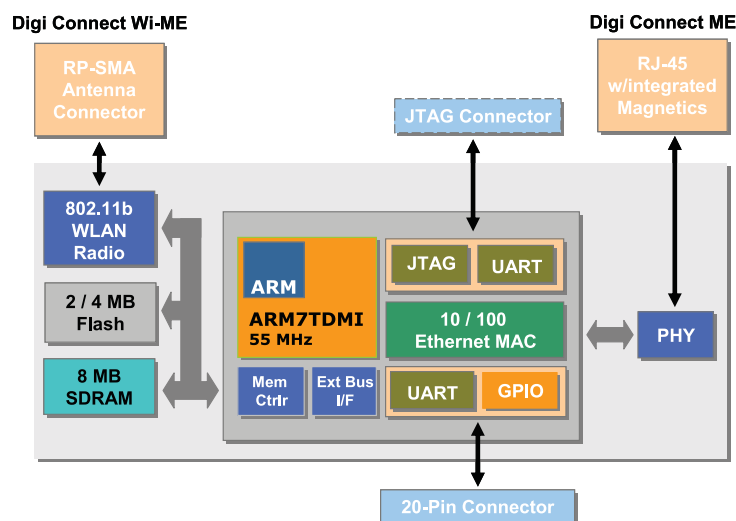 Digi Connect Wi-ME
Digi Connect ME
RP-SMA
Antenna
Connector
RJ-45
w/integrated
Magnetics
JTAG Connector
802.11b
WLAN
Radio
2 / 4 MB
Flash
8 MB
SDRAM
ARM
ARM7TDMI
55 MHz
Mem
Ctrlr
Ext Bus
I/F
JTAG
UART
10 / 100
Ethernet MAC
UART
GPIO
PHY
20-Pin Connector